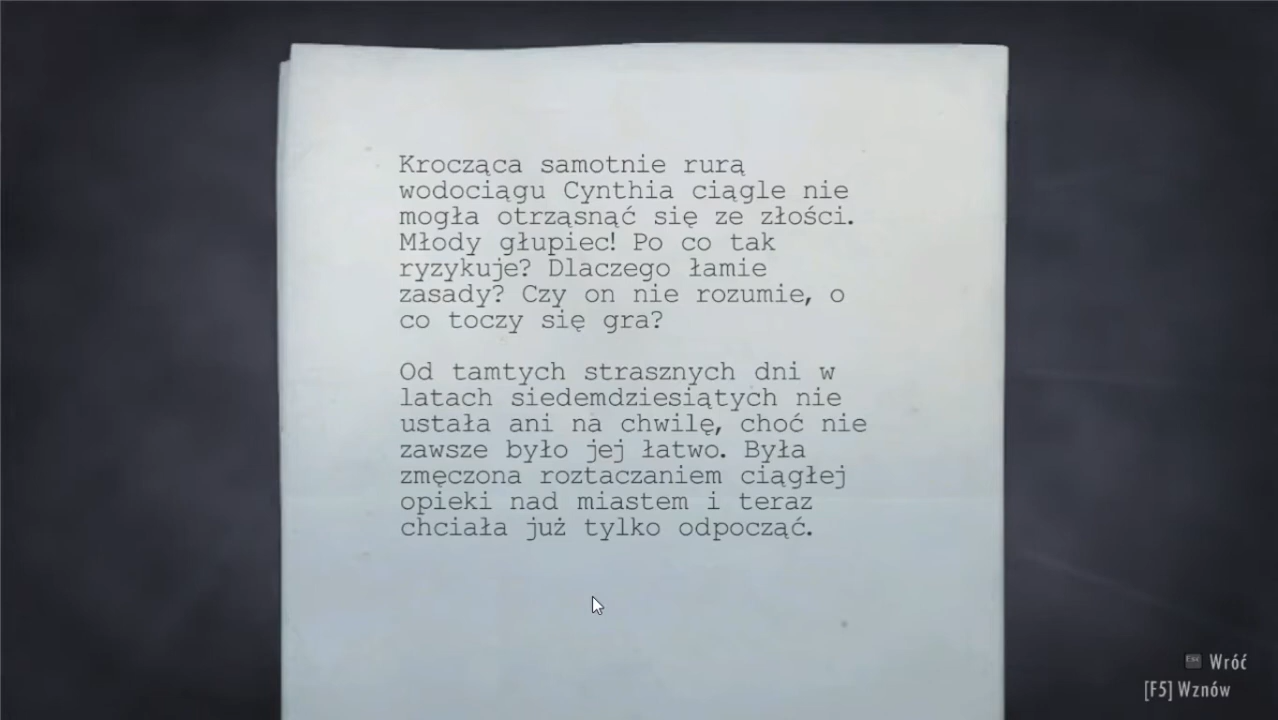 Krocząca samotnie rurą
wodociągu Cynthia ciągle nie
mogła otrząsnąć się ze złości.
Młody głupiec! Po co tak
ryzykuje? Dlaczego łamie
zasady? Czy on nie rozumie, o
co toczy się gra?
Od tamtych strasznych dni w
latach siedemdziesiątych nie
ustała ani na chwilę, choć nie
zawsze było jej łatwo. Była
zmęczona roztaczaniem ciągłej
opieki nad miastem i teraz
chciała już tylko odpocząć.
ESC Wróć
[F5] Wznów